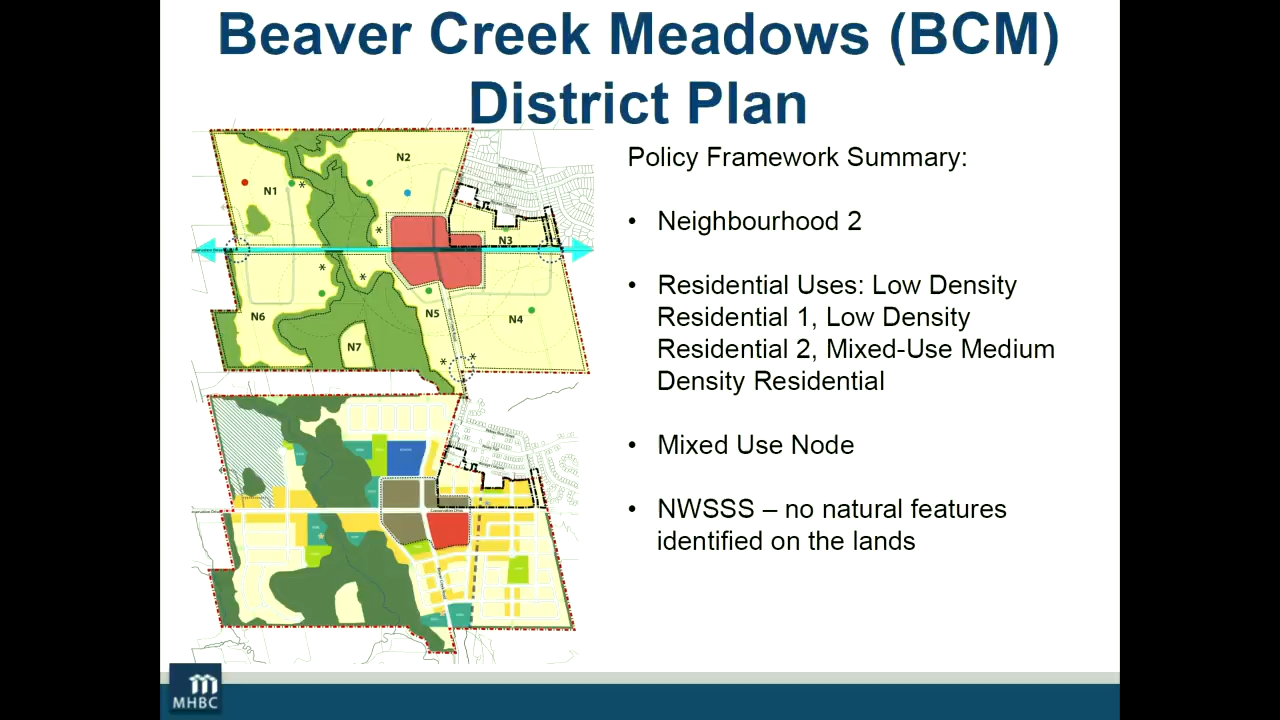 Beaver Creek Meadows (BCM)
District Plan
Policy Framework Summary:
• Neighbourhood 2
• Residential Uses: Low Density
Residential 1, Low Density
Residential 2, Mixed-Use Medium
Density Residential
• Mixed Use Node
• NWSSS – no natural features
identified on the lands
N1
N2
N3
N4
N5
N6
N7
MHBC